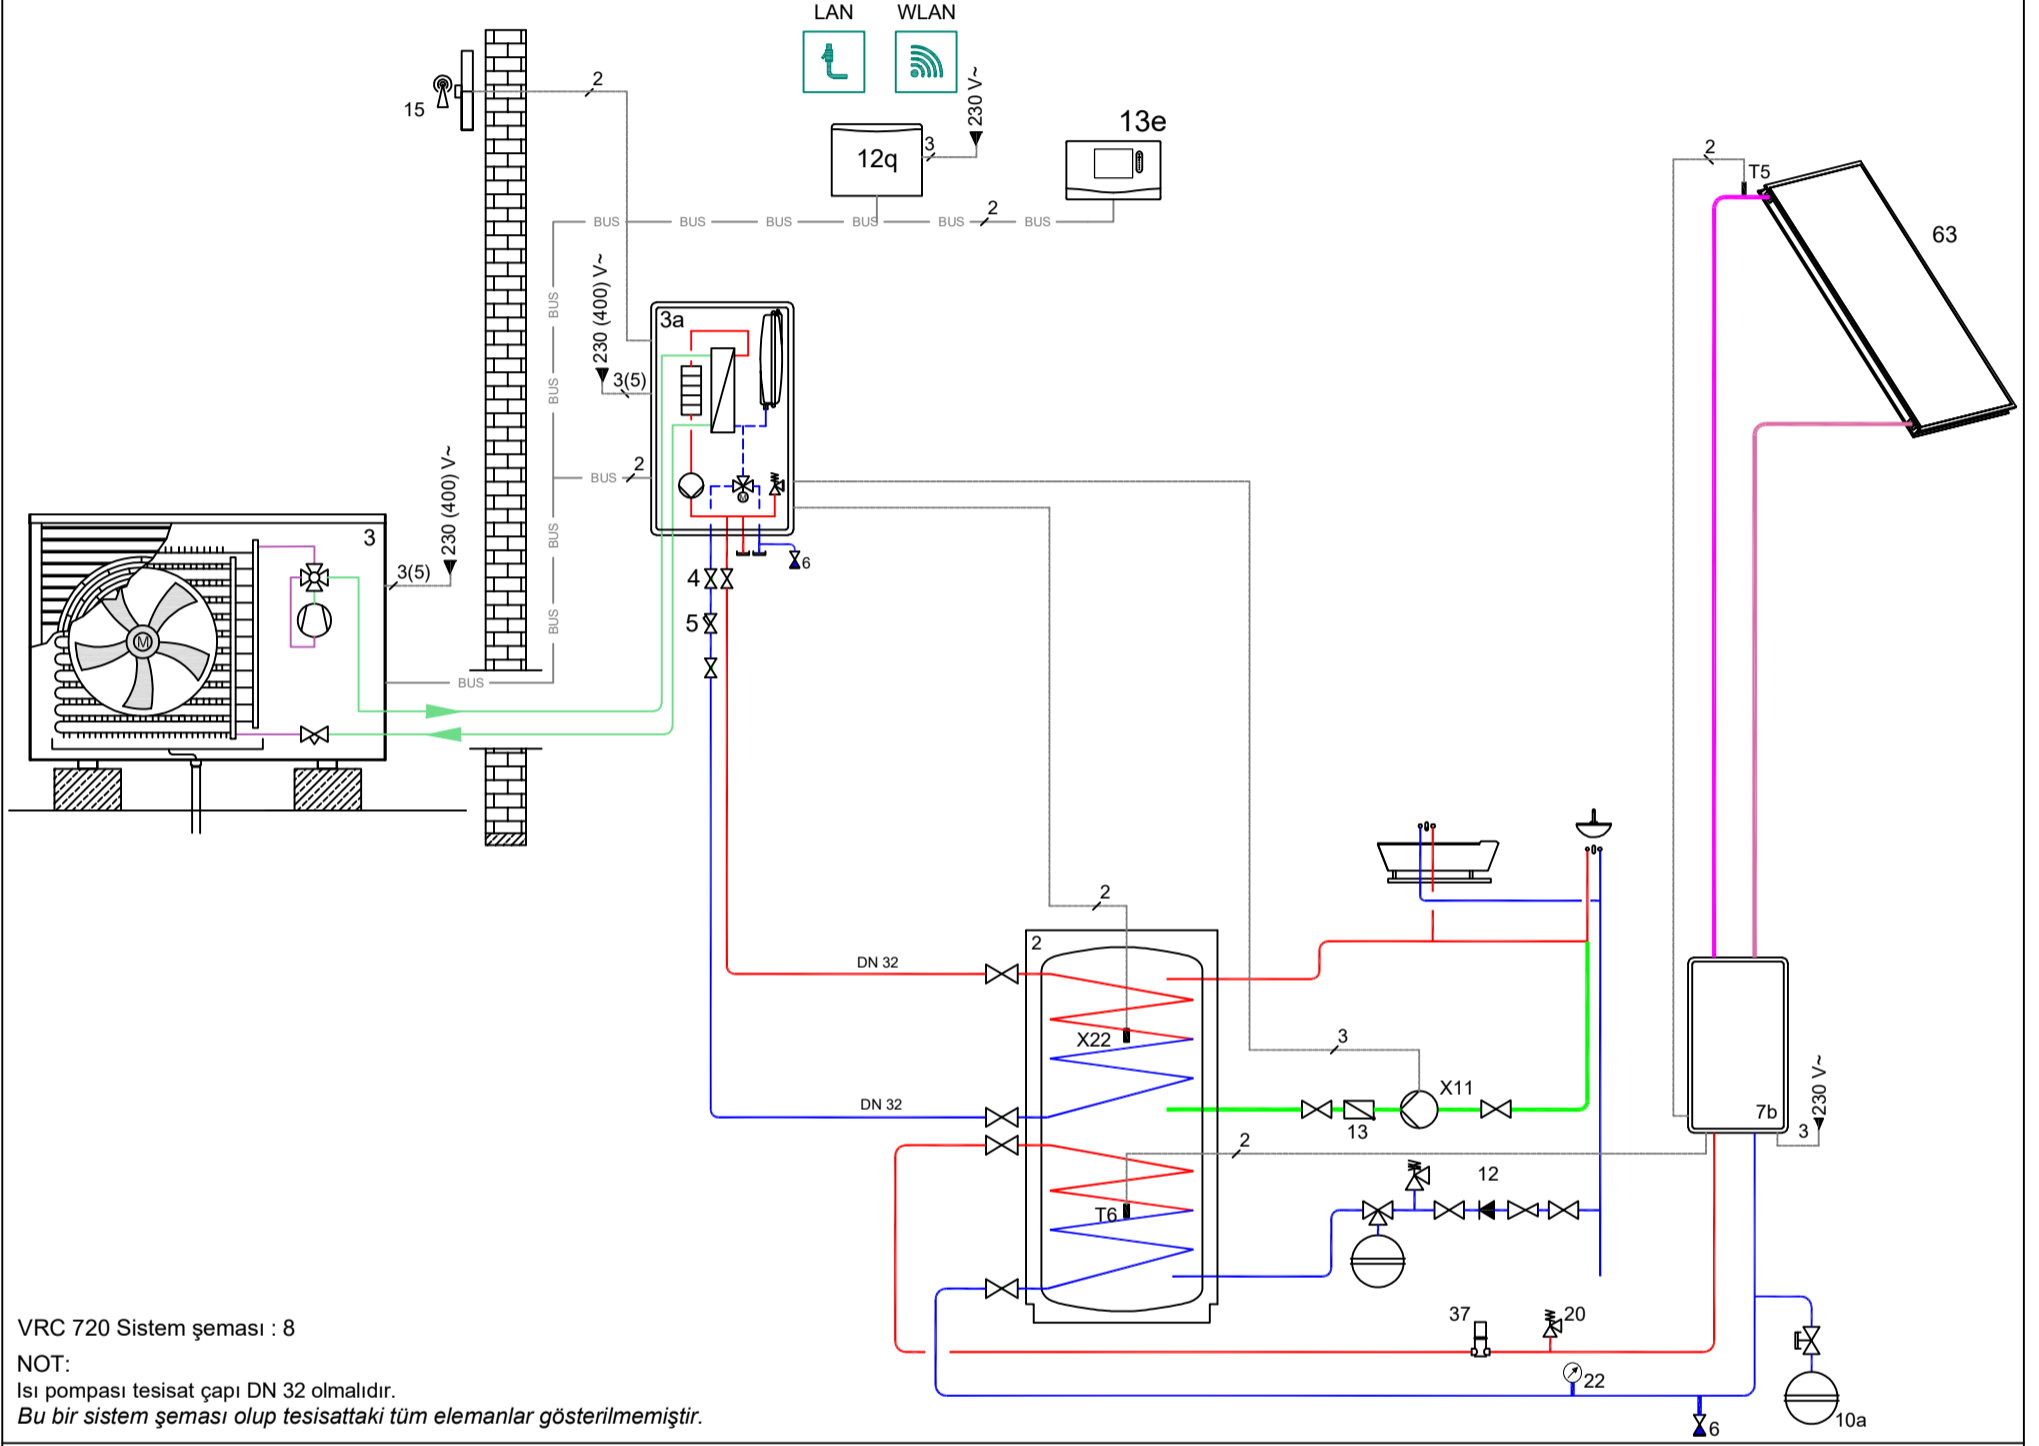 LAN WLAN
2
15
230 V~
3
12q
13e
2
BUS BUS BUS BUS BUS BUS
2
T5
63
BUS
BUS
BUS
BUS
230 (400) V~
3(5)
3a
BUS
2
230 (400) V~
3(5)
3
M
M
BUS
4
5
6
2
2
DN 32
X22
DN 32
3
X11
13
2
T6
12
7b
3
230 V~
37
20
22
6
10a
VRC 720 Sistem şeması : 8
NOT:
Isı pompası tesisat çapı DN 32 olmalıdır.
Bu bir sistem şeması olup tesisattaki tüm elemanlar gösterilmemiştir.